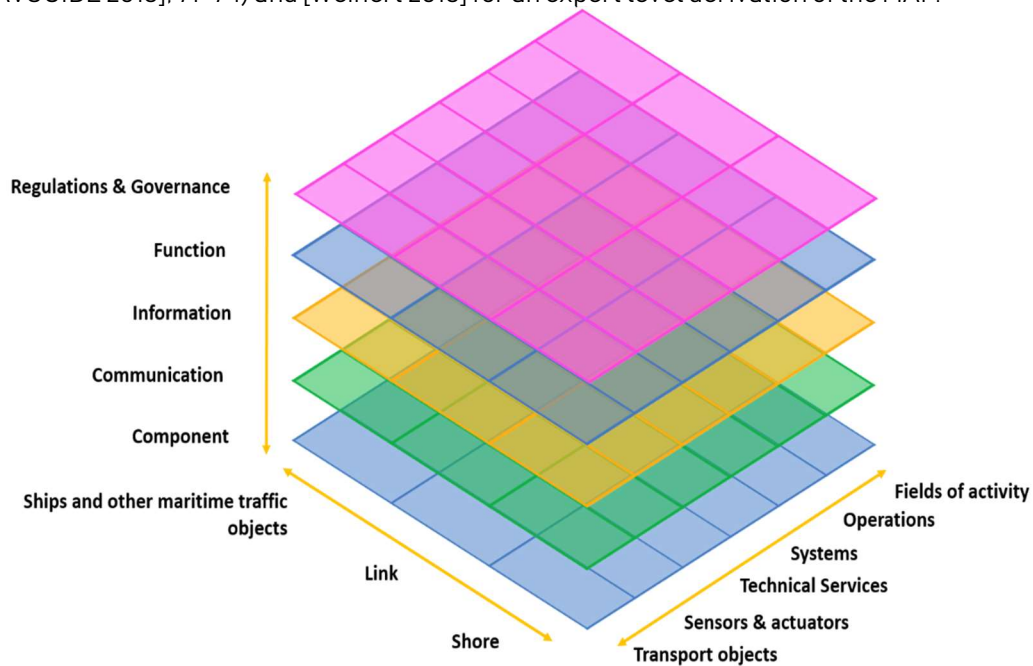 Regulations & Governance
Function
Information
Communication
Component
Ships and other maritime traffic
objects
Link
Shore
Fields of activity
Operations
Systems
Technical Services
Sensors & actuators
Transport objects